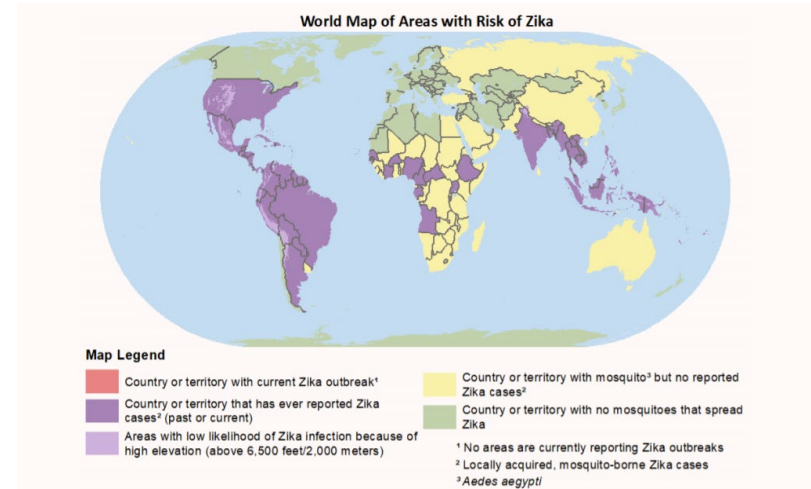 World Map of Areas with Risk of Zika
Map Legend
Country or territory with current Zika outbreak¹
Country or territory that has ever reported Zika
cases² (past or current)
Areas with low likelihood of Zika infection because of
high elevation (above 6,500 feet/2,000 meters)
Country or territory with mosquito³ but no reported
Zika cases²
Country or territory with no mosquitoes that spread
Zika
¹ No areas are currently reporting Zika outbreaks
² Locally acquired, mosquito-borne Zika cases
³ Aedes aegypti